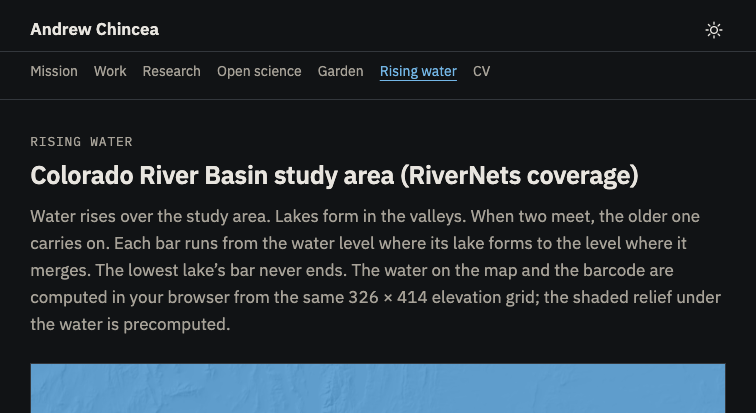 Andrew Chincea
Mission Work Research Open science Garden Rising water CV
RISING WATER
Colorado River Basin study area (RiverNets coverage)
Water rises over the study area. Lakes form in the valleys. When two meet, the older one
carries on. Each bar runs from the water level where its lake forms to the level where it
merges. The lowest lake’s bar never ends. The water on the map and the barcode are
computed in your browser from the same 326 × 414 elevation grid; the shaded relief under
the water is precomputed.